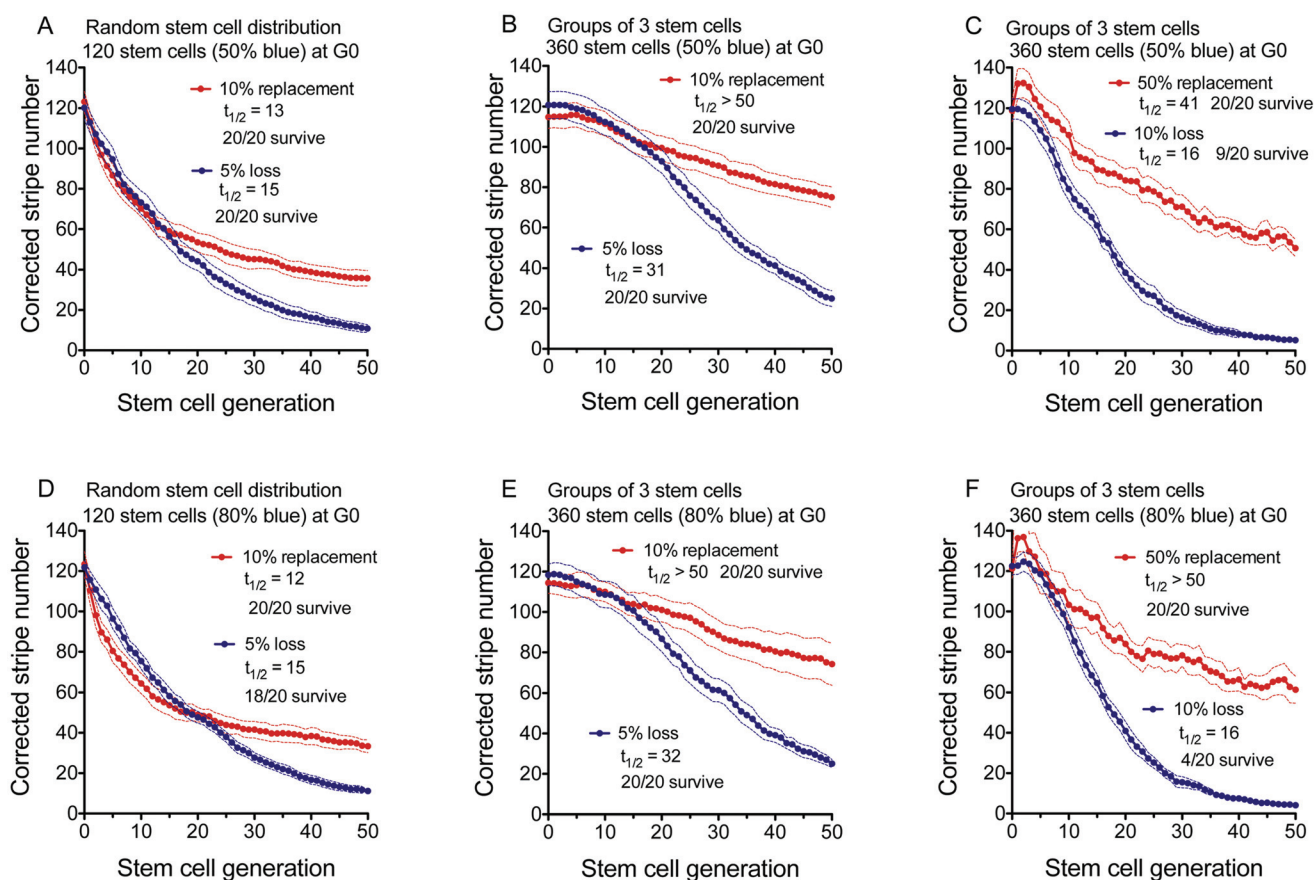 A Random stem cell distribution
120 stem cells (50% blue) at G0
140
120
100
80
60
40
20
0
Corrected stripe number
10% replacement
t1/2 = 13
20/20 survive
5% loss
t1/2 = 15
20/20 survive
0 10 20 30 40 50
Stem cell generation
B Groups of 3 stem cells
360 stem cells (50% blue) at G0
140
120
100
80
60
40
20
0
Corrected stripe number
10% replacement
t1/2 > 50
20/20 survive
5% loss
t1/2 = 31
20/20 survive
0 10 20 30 40 50
Stem cell generation
C Groups of 3 stem cells
360 stem cells (50% blue) at G0
140
120
100
80
60
40
20
0
Corrected stripe number
50% replacement
t1/2 = 41 20/20 survive
10% loss
t1/2 = 16 9/20 survive
0 10 20 30 40 50
Stem cell generation
D Random stem cell distribution
120 stem cells (80% blue) at G0
140
120
100
80
60
40
20
0
Corrected stripe number
10% replacement
t1/2 = 12
20/20 survive
5% loss
t1/2 = 15
18/20 survive
0 10 20 30 40 50
Stem cell generation
E Groups of 3 stem cells
360 stem cells (80% blue) at G0
140
120
100
80
60
40
20
0
Corrected stripe number
10% replacement
t1/2 > 50 20/20 survive
5% loss
t1/2 = 32
20/20 survive
0 10 20 30 40 50
Stem cell generation
F Groups of 3 stem cells
360 stem cells (80% blue) at G0
140
120
100
80
60
40
20
0
Corrected stripe number
50% replacement
t1/2 > 50
20/20 survive
10% loss
t1/2 = 16
4/20 survive
0 10 20 30 40 50
Stem cell generation